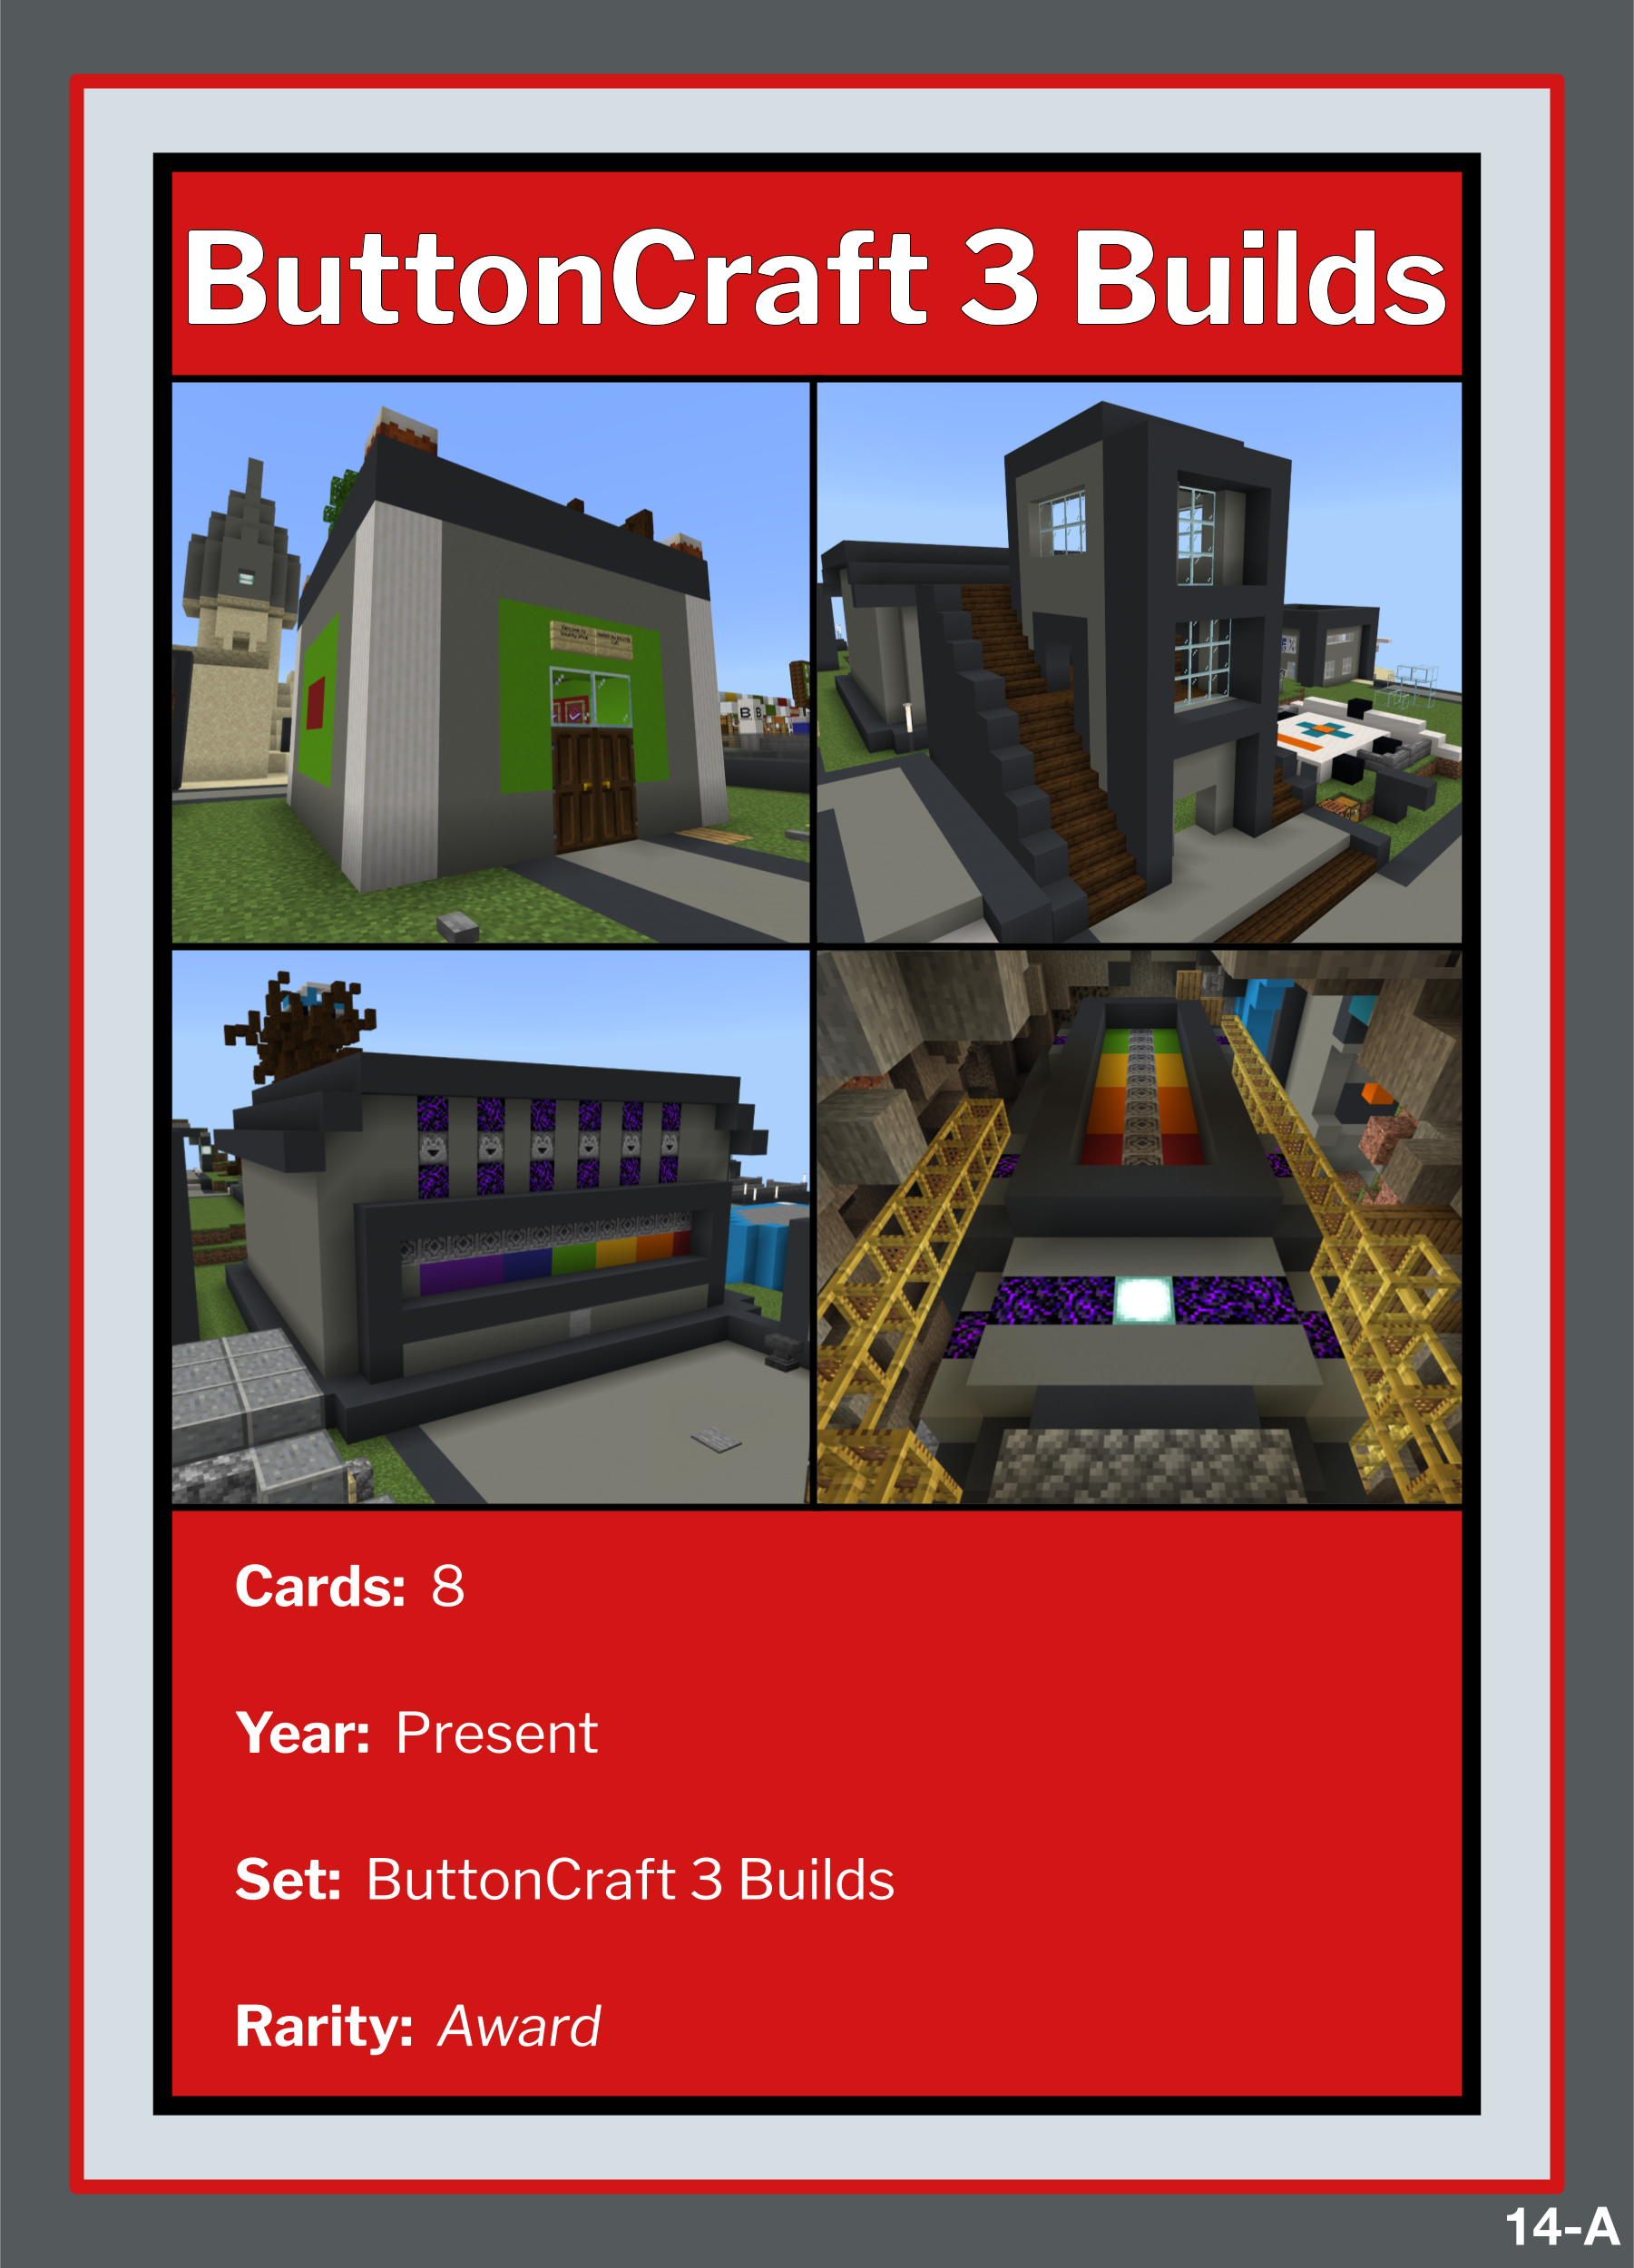 ButtonCraft 3 Builds
B B
Cards: 8
Year: Present
Set: ButtonCraft 3 Builds
Rarity: Award
14-A